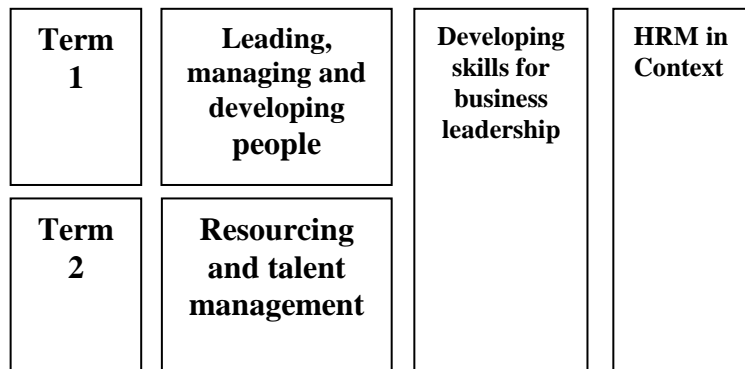 Term
1
Leading,
managing and
developing
people
Developing
skills for
business
leadership
HRM in
Context
Term
2
Resourcing
and talent
management